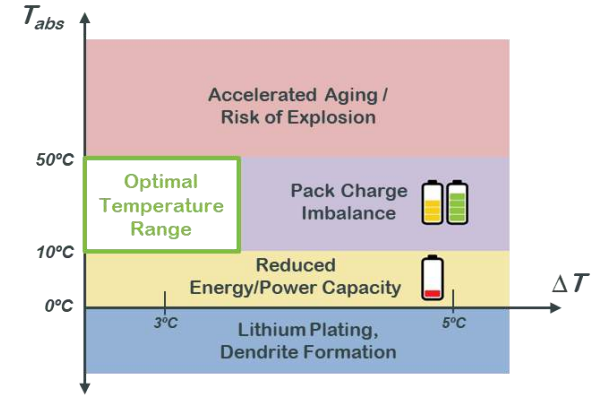 T abs
Accelerated Aging /
Risk of Explosion
50ºC
Optimal
Temperature
Range
Pack Charge
Imbalance
10ºC
Reduced
Energy/Power Capacity
0ºC
ΔT
3ºC
5ºC
Lithium Plating,
Dendrite Formation